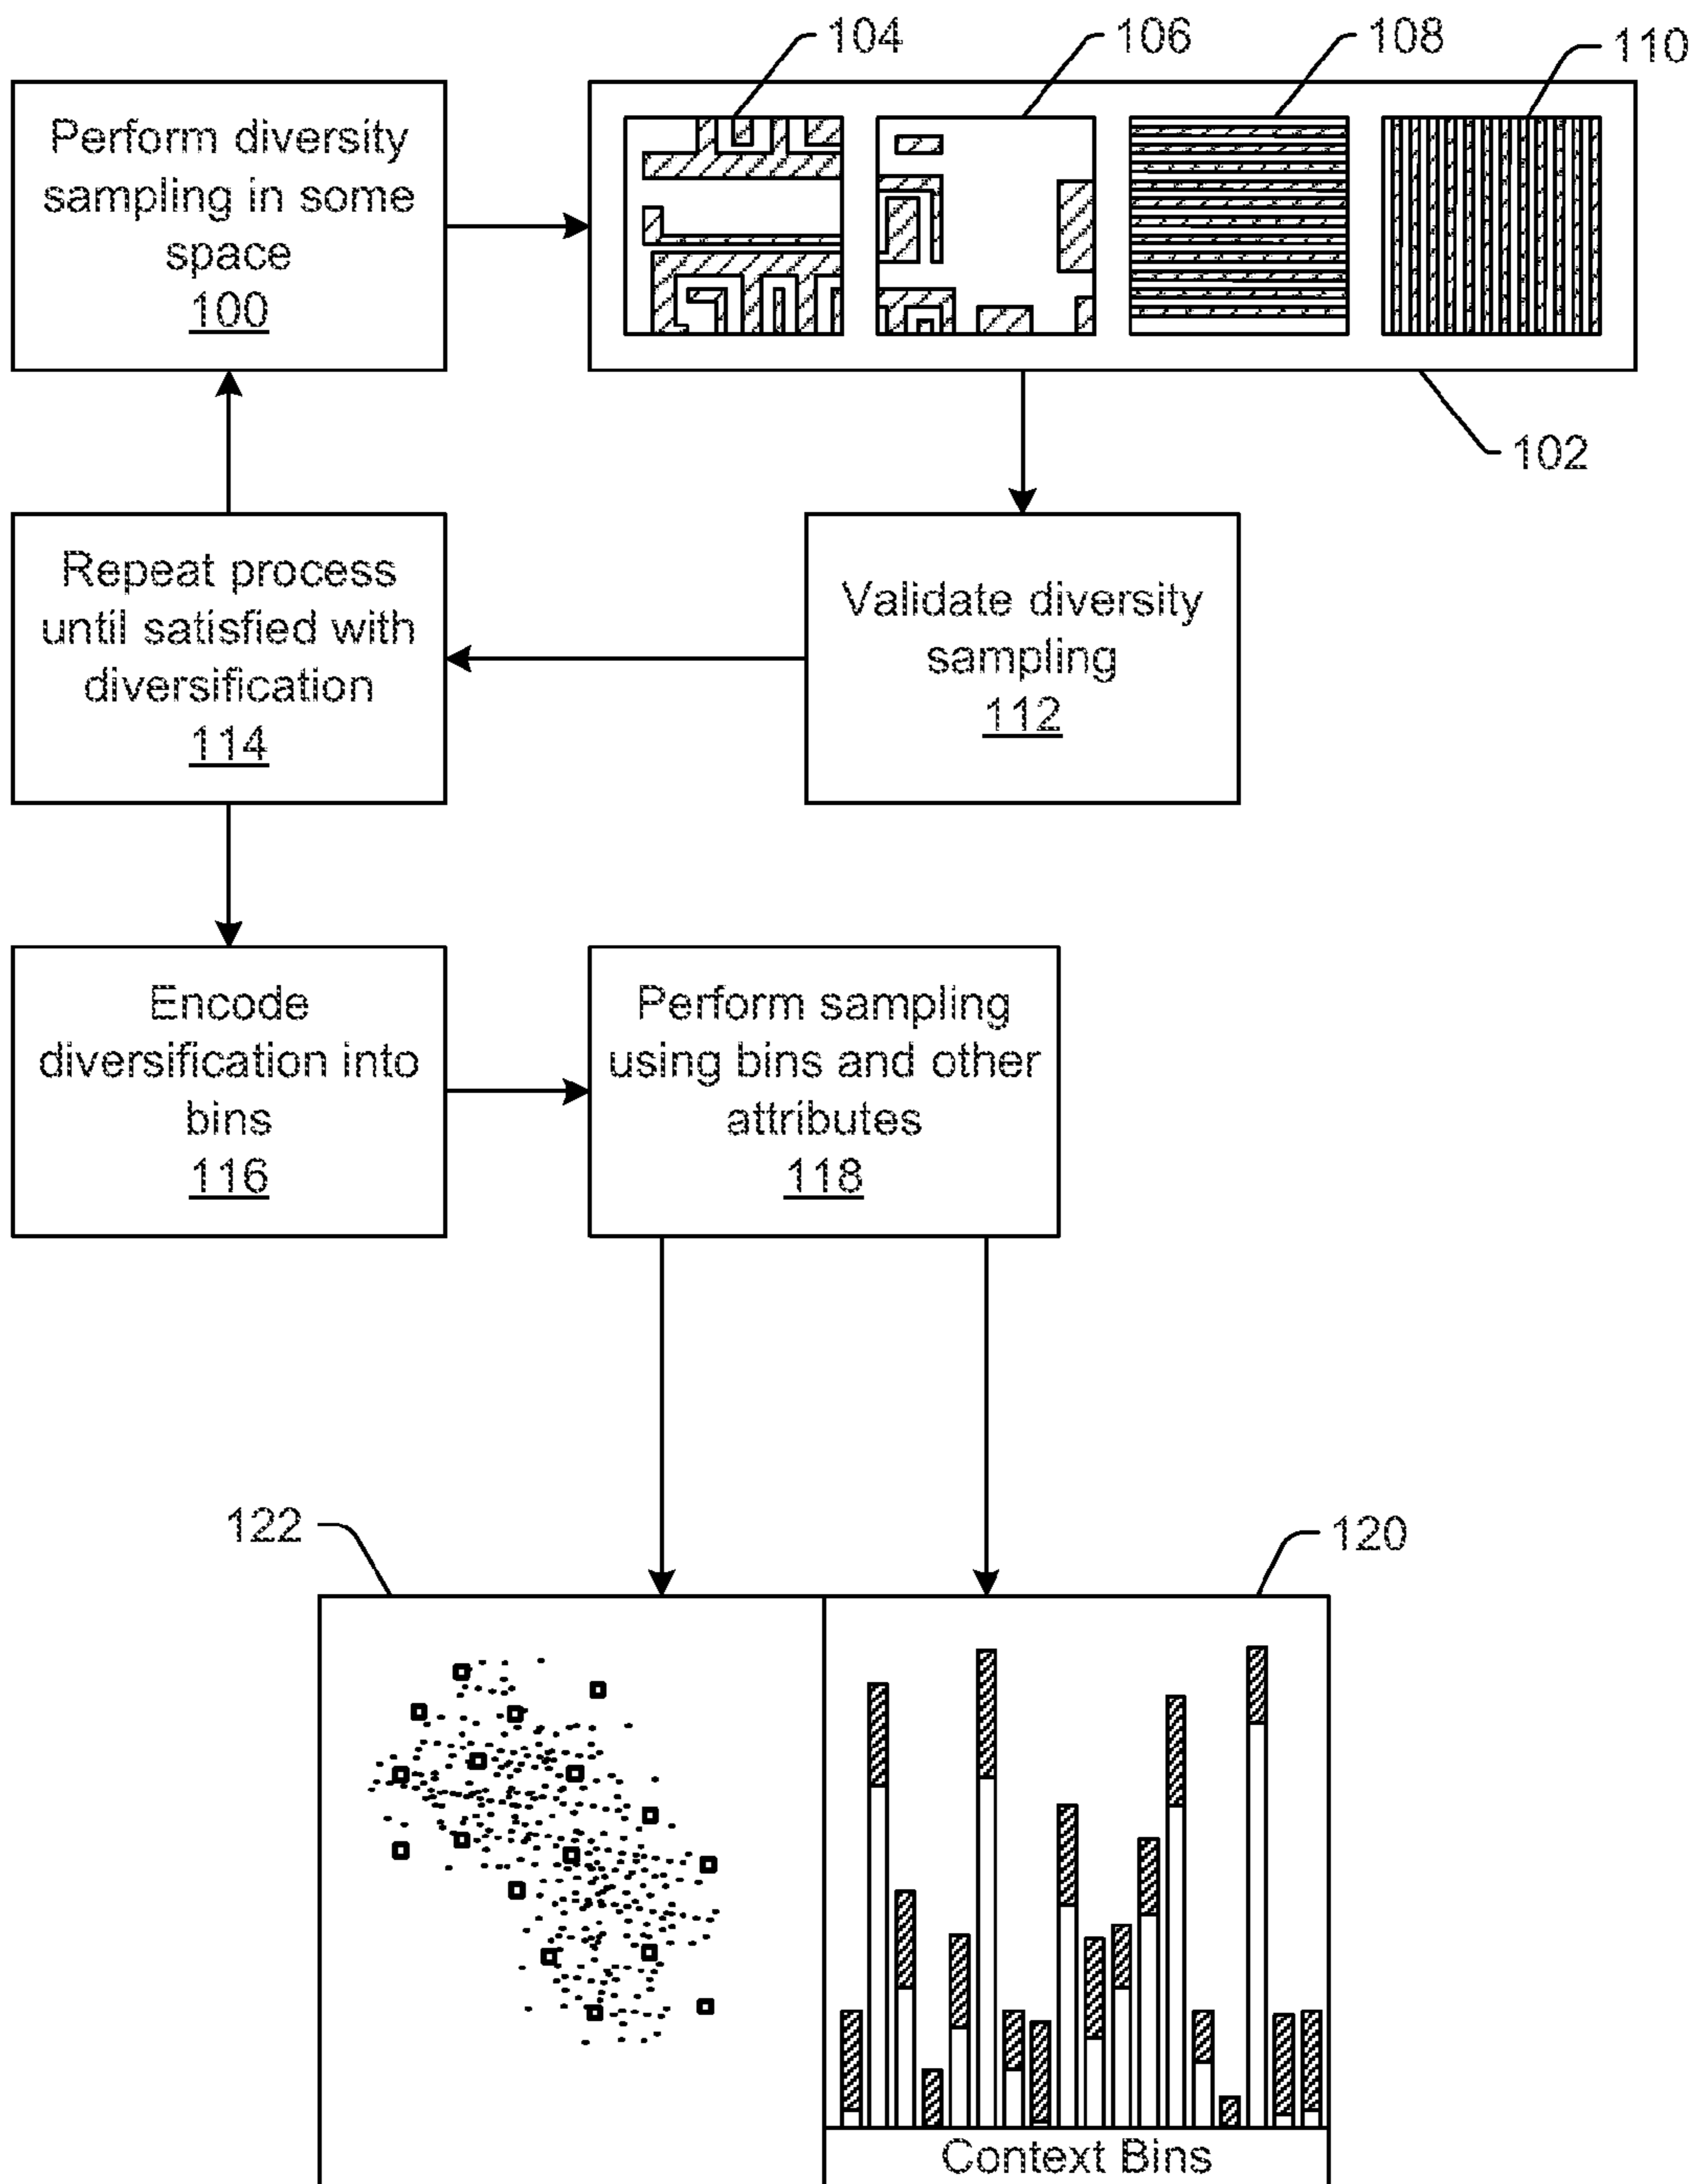 104
106
108
110
Perform diversity
sampling in some
space
100
102
Repeat process
until satisfied with
diversification
114
Validate diversity
sampling
112
Encode
diversification into
bins
116
Perform sampling
using bins and other
attributes
118
122
120
Context Bins